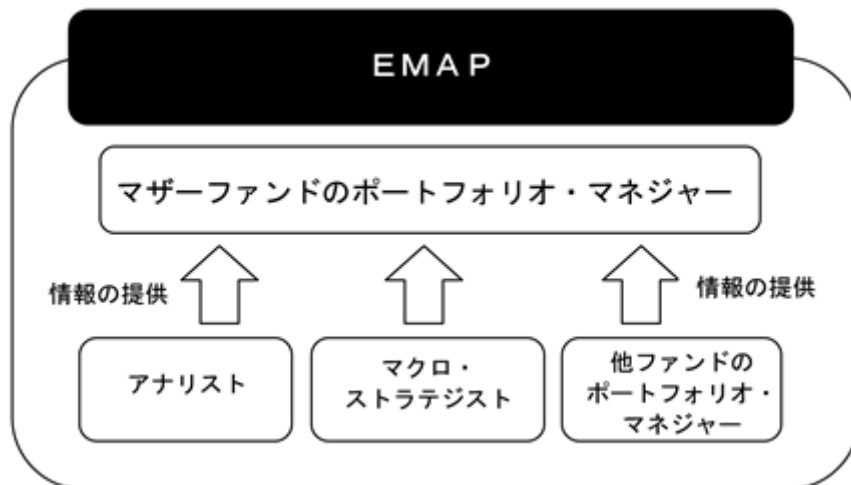 ＥＭＡＰ
マザーファンドのポートフォリオ・マネジャー
情報の提供
情報の提供
アナリスト
マクロ・
ストラテジスト
他ファンドの
ポートフォリオ・
マネジャー